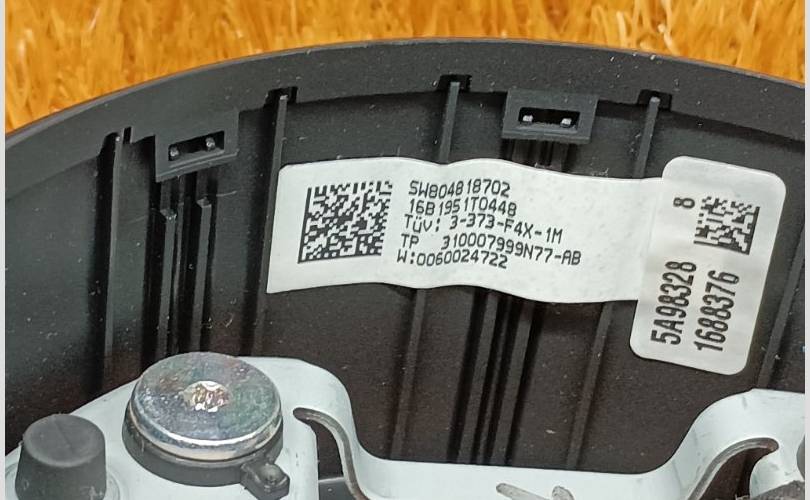 SW804818702
16B1951T0448
Tüv: 3-373-F4X-1M
TP 310007999N77-AB
W:0060024722
8
5A98328
1688376